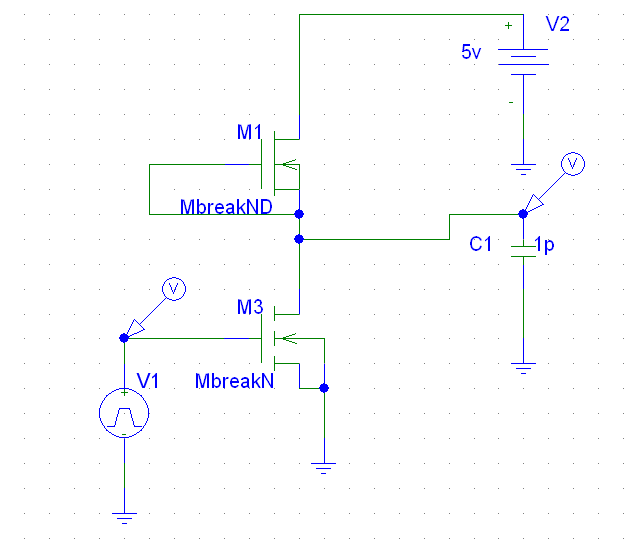 +
V2
5v
-
M1
V
MbreakND
C1
1p
V
M3
MbreakN
V1
+
-